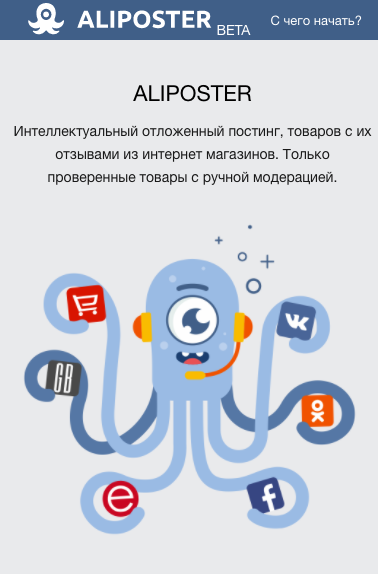 ALIPOSTER BETA С чего начать?
ALIPOSTER
Интеллектуальный отложенный постинг, товаров с их
отзывами из интернет магазинов. Только
проверенные товары с ручной модерацией.
GB
e
f